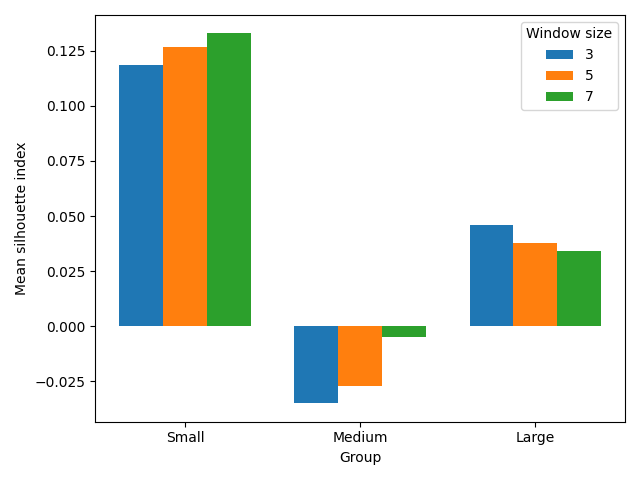 Window size
3
5
7
0.125
0.100
0.075
0.050
0.025
0.000
−0.025
Mean silhouette index
Small Medium Large
Group